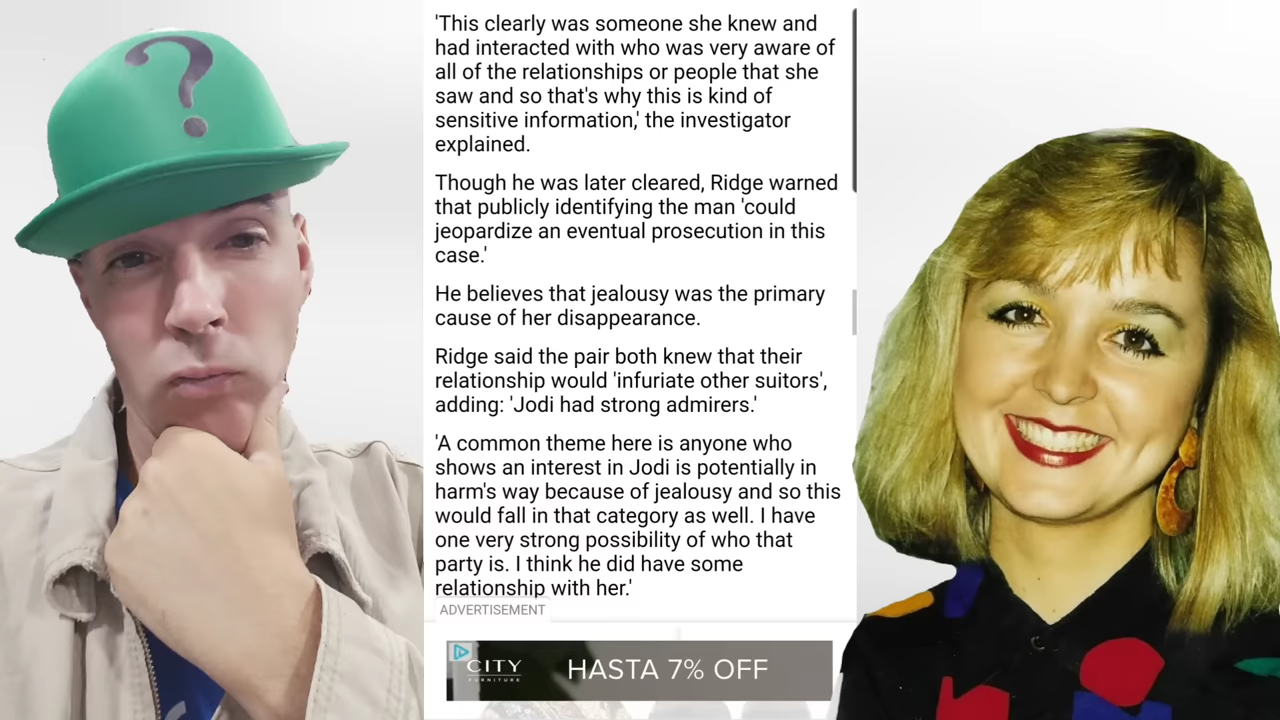 ?
'This clearly was someone she knew and
had interacted with who was very aware of
all of the relationships or people that she
saw and so that's why this is kind of
sensitive information,' the investigator
explained.
Though he was later cleared, Ridge warned
that publicly identifying the man 'could
jeopardize an eventual prosecution in this
case.'
He believes that jealousy was the primary
cause of her disappearance.
Ridge said the pair both knew that their
relationship would 'infuriate other suitors',
adding: 'Jodi had strong admirers.'
'A common theme here is anyone who
shows an interest in Jodi is potentially in
harm's way because of jealousy and so this
would fall in that category as well. I have
one very strong possibility of who that
party is. I think he did have some
relationship with her.'
ADVERTISEMENT
CITY
FURNITURE
HASTA 7% OFF